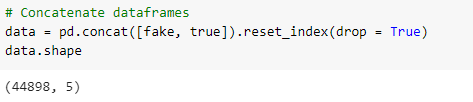 # Concatenate dataframes
data = pd.concat([fake, true]).reset_index(drop = True)
data.shape
(44898, 5)